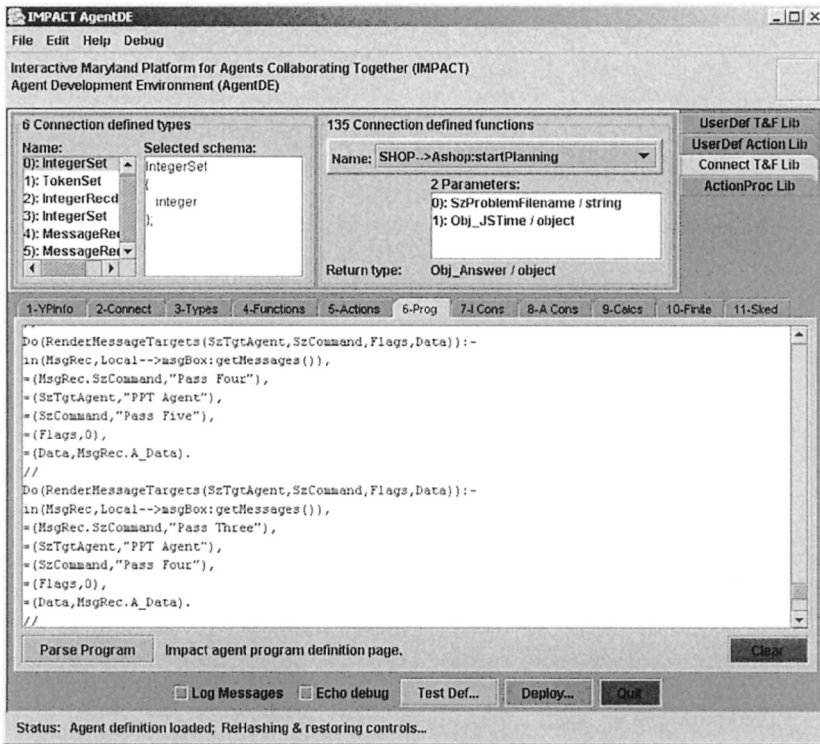 IMPACT AgentDE
File Edit Help Debug
Interactive Maryland Platform for Agents Collaborating Together (IMPACT)
Agent Development Environment (AgentDE)
6 Connection defined types
Name: Selected schema:
0): IntegerSet
1): TokenSet
2): IntegerRecd
3): IntegerSet
4): MessageRec
5): MessageRec
IntegerSet
{
integer
};
135 Connection defined functions
Name: SHOP-->Ashop:startPlanning
2 Parameters:
0): SzProblemFilename / string
1): Obj_JSTime / object
Return type: Obj_Answer / object
UserDef T&F Lib
UserDef Action Lib
Connect T&F Lib
ActionProc Lib
1-YPInfo 2-Connect 3-Types 4-Functions 5-Actions 6-Prog 7-I Cons 8-A Cons 9-Calcs 10-Finite 11-Sked
//
Do(RenderMessageTargets(SzTgtAgent,SzCommand,Flags,Data)):-
in(MsgRec,Local-->msgBox:getMessages()),
=(MsgRec.SzCommand,"Pass Four"),
=(SzTgtAgent,"PPT Agent"),
=(SzCommand,"Pass Five"),
=(Flags,0),
=(Data,MsgRec.A_Data).
//
Do(RenderMessageTargets(SzTgtAgent,SzCommand,Flags,Data)):-
in(MsgRec,Local-->msgBox:getMessages()),
=(MsgRec.SzCommand,"Pass Three"),
=(SzTgtAgent,"PPT Agent"),
=(SzCommand,"Pass Four"),
=(Flags,0),
=(Data,MsgRec.A_Data).
//
Parse Program Impact agent program definition page. Clear
Log Messages Echo debug Test Def... Deploy... Quit
Status: Agent definition loaded; ReHashing & restoring controls...